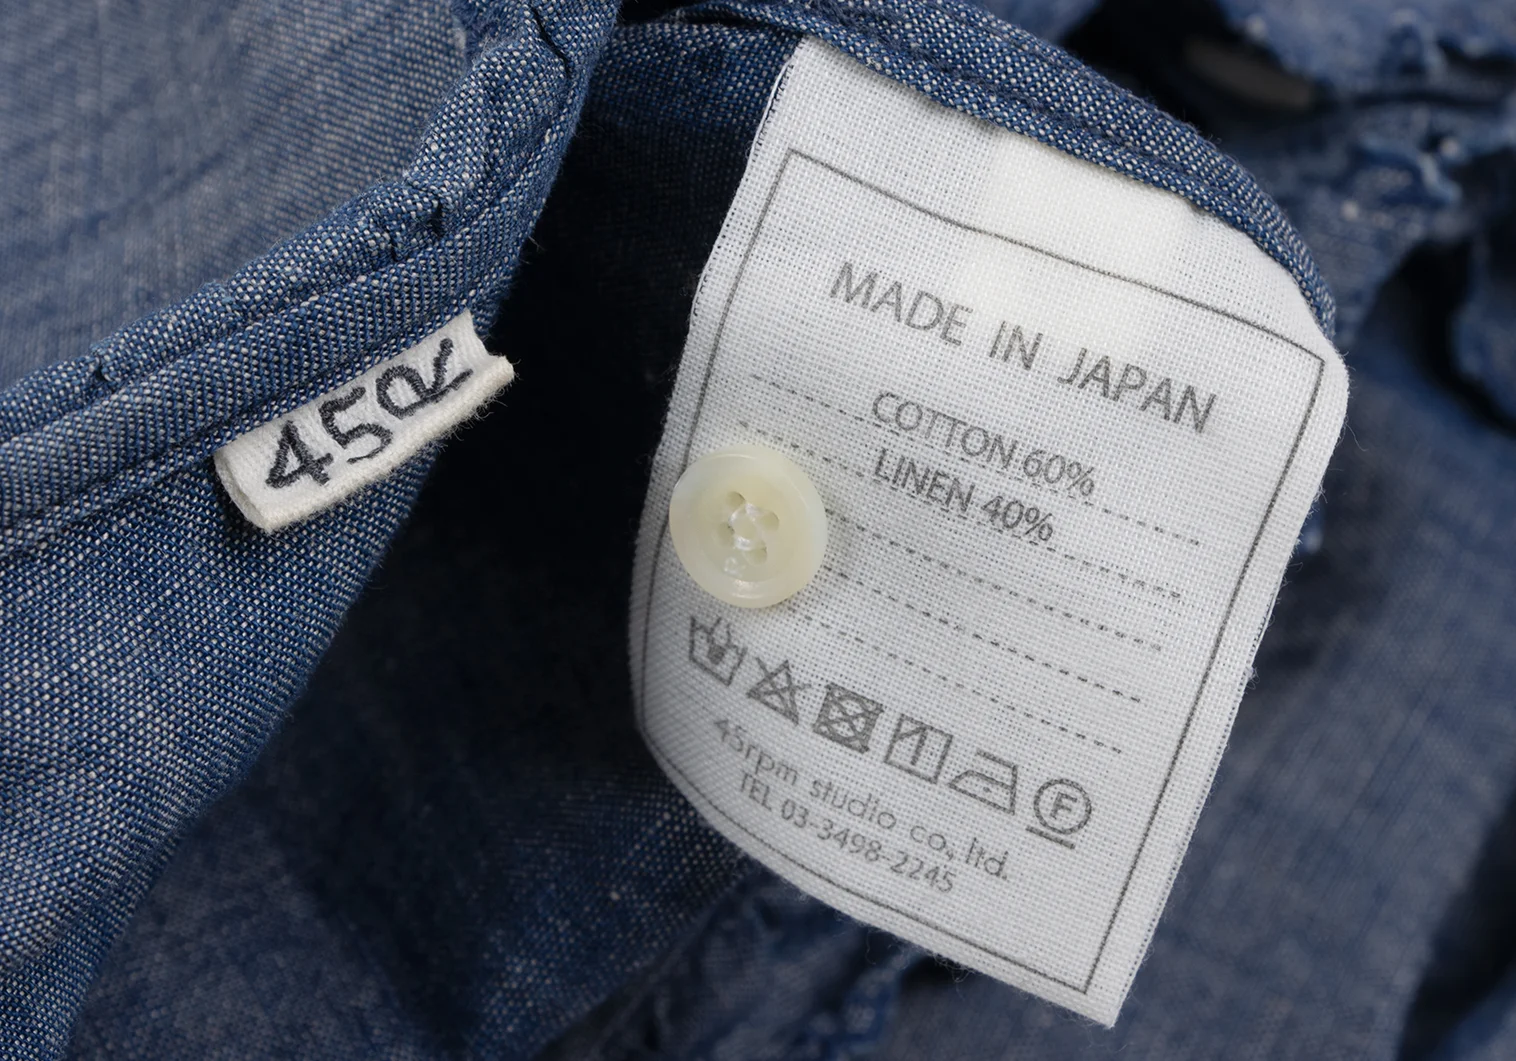 45R
MADE IN JAPAN
COTTON 60%
LINEN 40%
F
45rpm studio co., ltd.
TEL 03-3498-2245